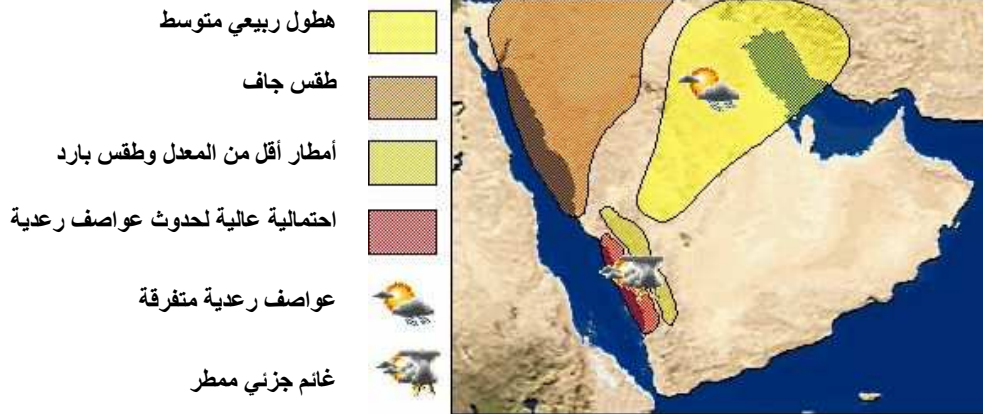 هطول ربيعي متوسط
طقس جاف
أمطار أقل من المعدل وطقس بارد
احتمالية عالية لحدوث عواصف رعدية
عواصف رعدية متفرقة
غائم جزئي ممطر